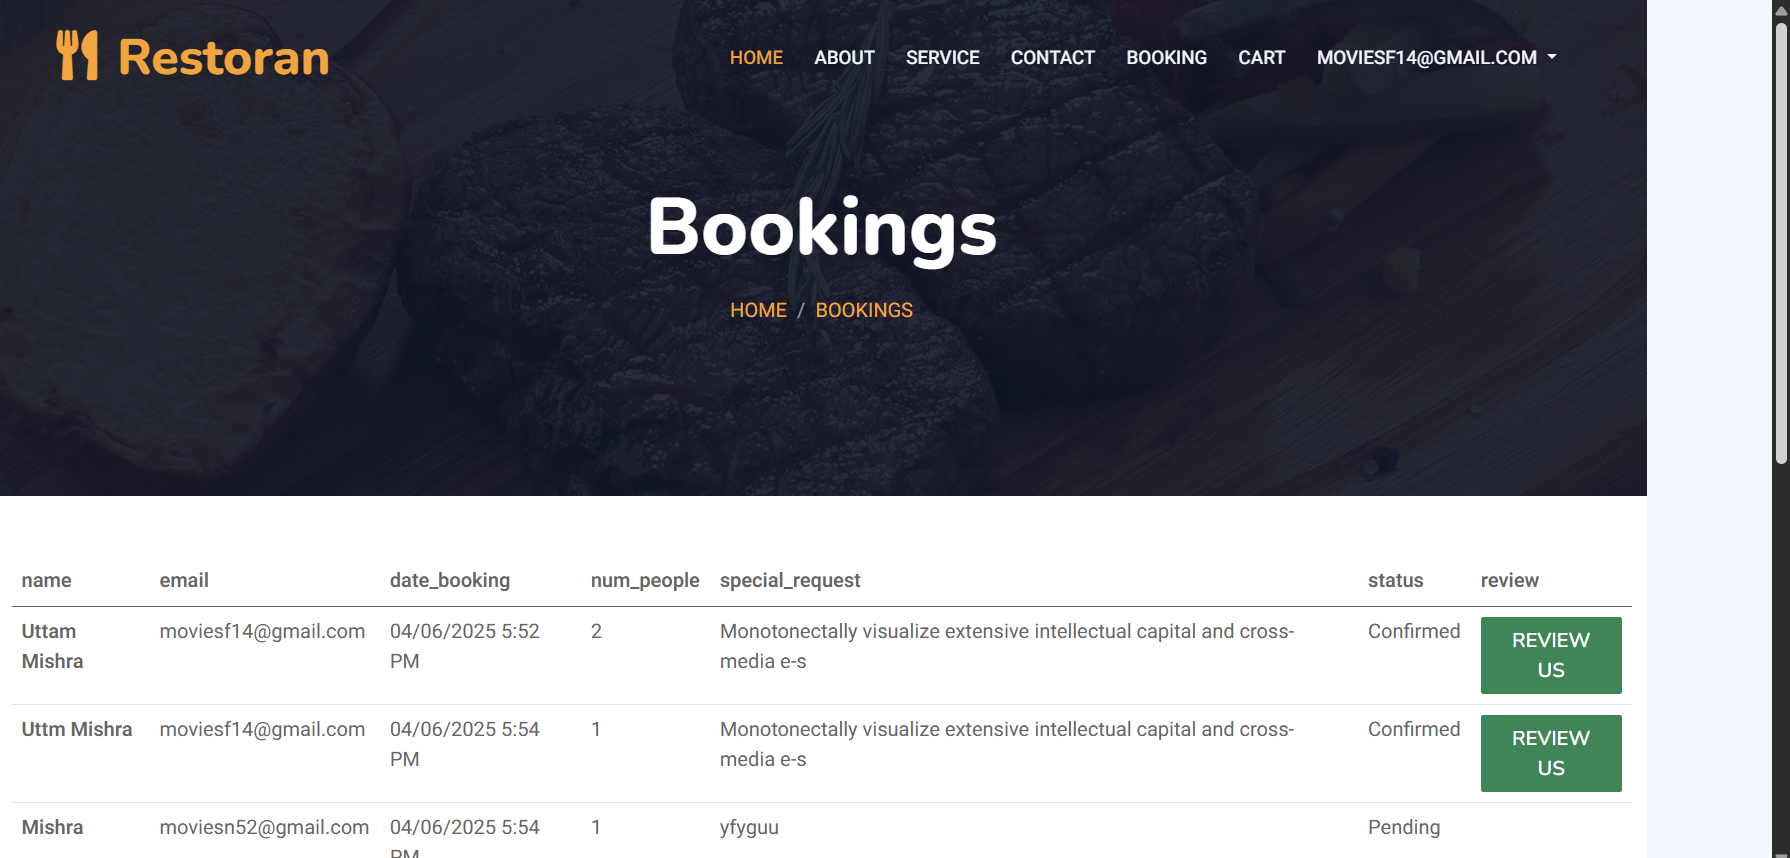 Restoran
HOME ABOUT SERVICE CONTACT BOOKING CART MOVIESF14@GMAIL.COM
Bookings
HOME / BOOKINGS
name email date_booking num_people special_request status review
Uttam moviesf14@gmail.com 04/06/2025 5:52 2 Monotonectally visualize extensive intellectual capital and cross- Confirmed REVIEW
Mishra PM media e-s US
Uttm Mishra moviesf14@gmail.com 04/06/2025 5:54 1 Monotonectally visualize extensive intellectual capital and cross- Confirmed REVIEW
PM media e-s US
Mishra moviesn52@gmail.com 04/06/2025 5:54 1 yfyguu Pending
PM